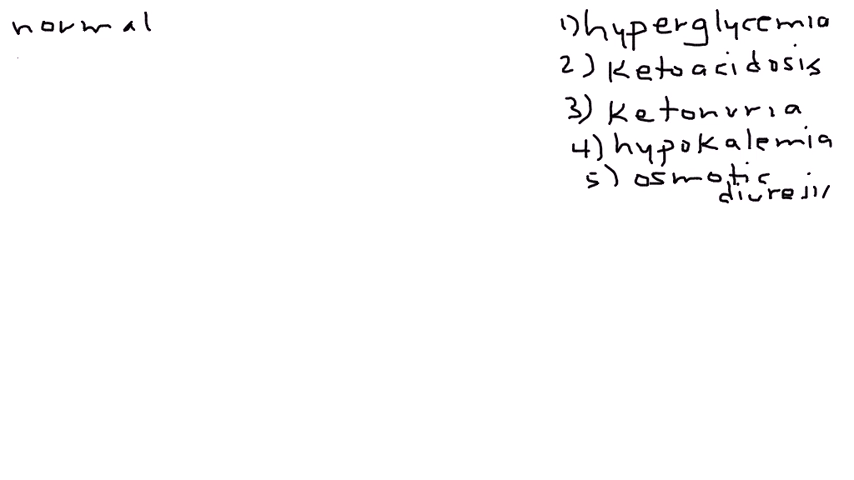 normal
1) hyperglycemia
2) Ketoacidosis
3) Ketonuria
4) hypokalemia
5) osmotic
diuresis